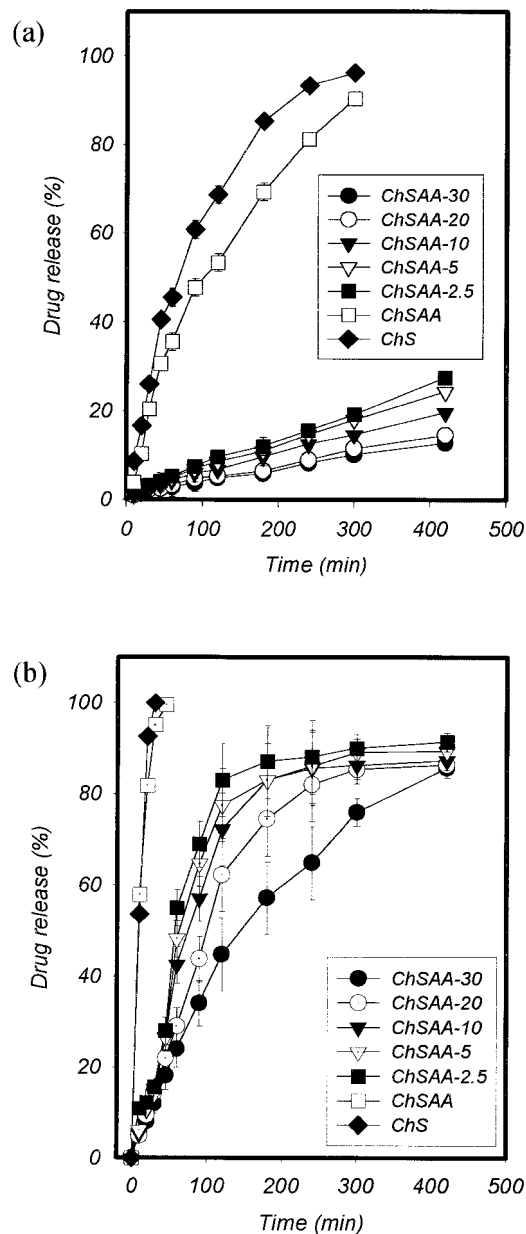 (a)
Drug release (%)
100
80
60
40
20
0
ChSAA-30
ChSAA-20
ChSAA-10
ChSAA-5
ChSAA-2.5
ChSAA
ChS
0 100 200 300 400 500
Time (min)
(b)
Drug release (%)
100
80
60
40
20
0
ChSAA-30
ChSAA-20
ChSAA-10
ChSAA-5
ChSAA-2.5
ChSAA
ChS
0 100 200 300 400 500
Time (min)